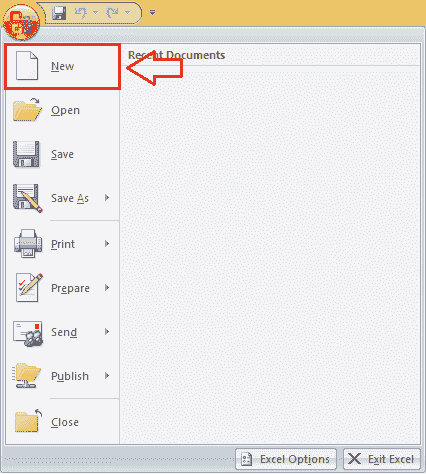 Recent Documents
New
Open
Save
Save As
Print
Prepare
Send
Publish
Close
Excel Options
Exit Excel